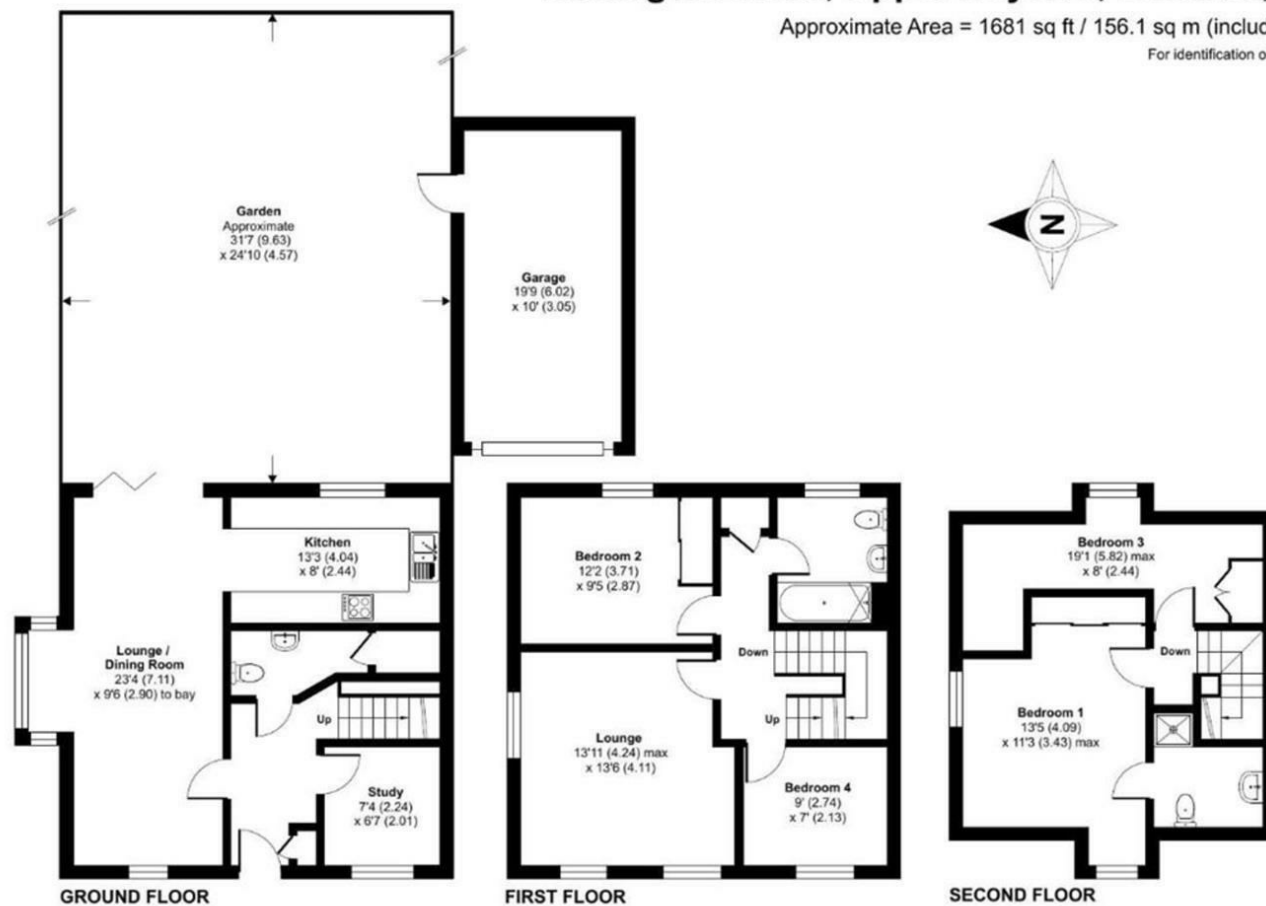 Approximate Area = 1681 sq ft / 156.1 sq m (includ
For identification o
Garden
Approximate
31'7 (9.63)
x 24'10 (4.57)
Garage
19'9 (6.02)
x 10' (3.05)
N
Kitchen
13'3 (4.04)
x 8' (2.44)
Lounge /
Dining Room
23'4 (7.11)
x 9'6 (2.90) to bay
Up
Study
7'4 (2.24)
x 6'7 (2.01)
GROUND FLOOR
Bedroom 2
12'2 (3.71)
x 9'5 (2.87)
Down
Up
Lounge
13'11 (4.24) max
x 13'6 (4.11)
Bedroom 4
9' (2.74)
x 7' (2.13)
FIRST FLOOR
Bedroom 3
19'1 (5.82) max
x 8' (2.44)
Down
Bedroom 1
13'5 (4.09)
x 11'3 (3.43) max
SECOND FLOOR